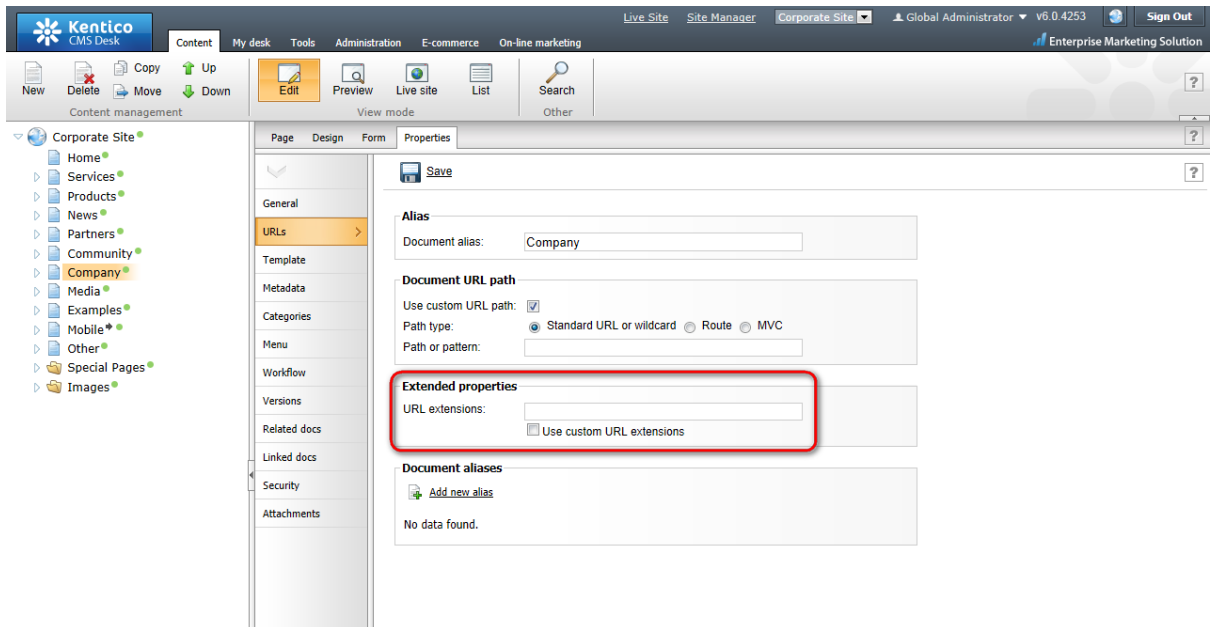 Kentico
CMS Desk
Live Site Site Manager Corporate Site Global Administrator v6.0.4253 Sign Out
Content My desk Tools Administration E-commerce On-line marketing Enterprise Marketing Solution
New Delete Copy Move Up Down
Content management
Edit Preview Live site List
View mode
Search
Other
?
Corporate Site
Home
Services
Products
News
Partners
Community
Company
Media
Examples
Mobile
Other
Special Pages
Images
Page Design Form Properties ?
General
URLs >
Template
Metadata
Categories
Menu
Workflow
Versions
Related docs
Linked docs
Security
Attachments
Save ?
Alias
Document alias: Company
Document URL path
Use custom URL path:
Path type: Standard URL or wildcard Route MVC
Path or pattern:
Extended properties
URL extensions:
Use custom URL extensions
Document aliases
Add new alias
No data found.